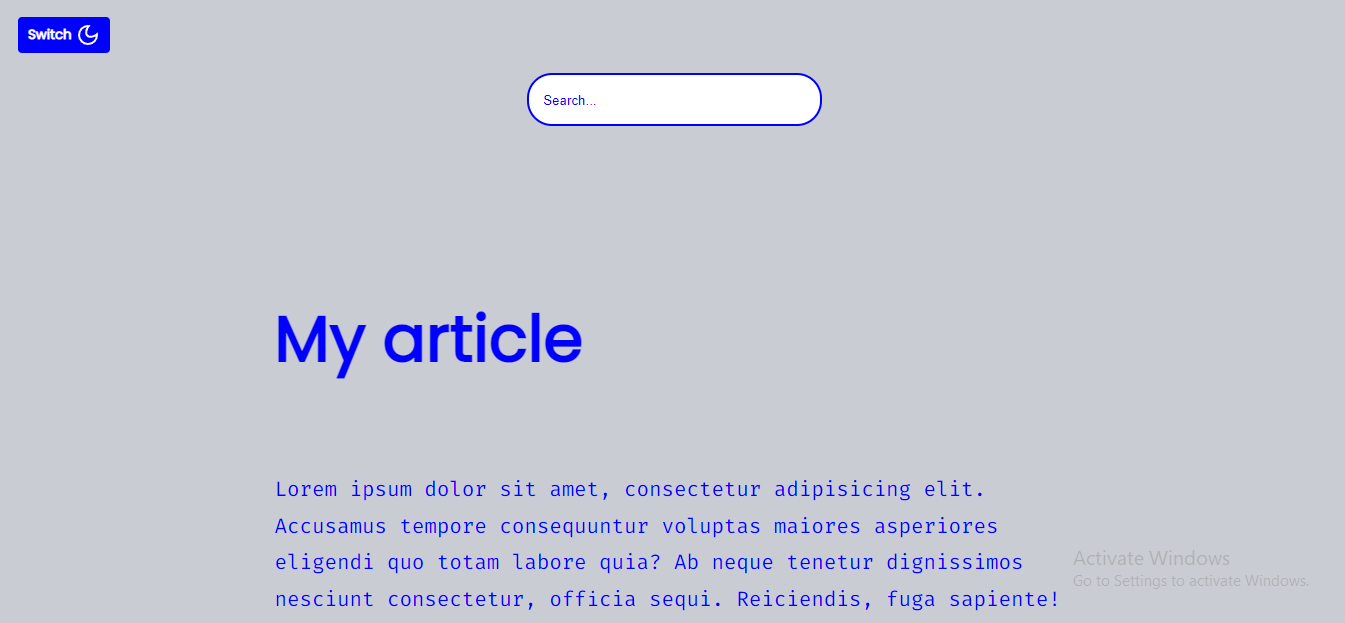 Switch
Search...
My article
Lorem ipsum dolor sit amet, consectetur adipisicing elit.
Accusamus tempore consequuntur voluptas maiores asperiores
eligendi quo totam labore quia? Ab neque tenetur dignissimos
nesciunt consectetur, officia sequi. Reiciendis, fuga sapiente!
Activate Windows
Go to Settings to activate Windows.